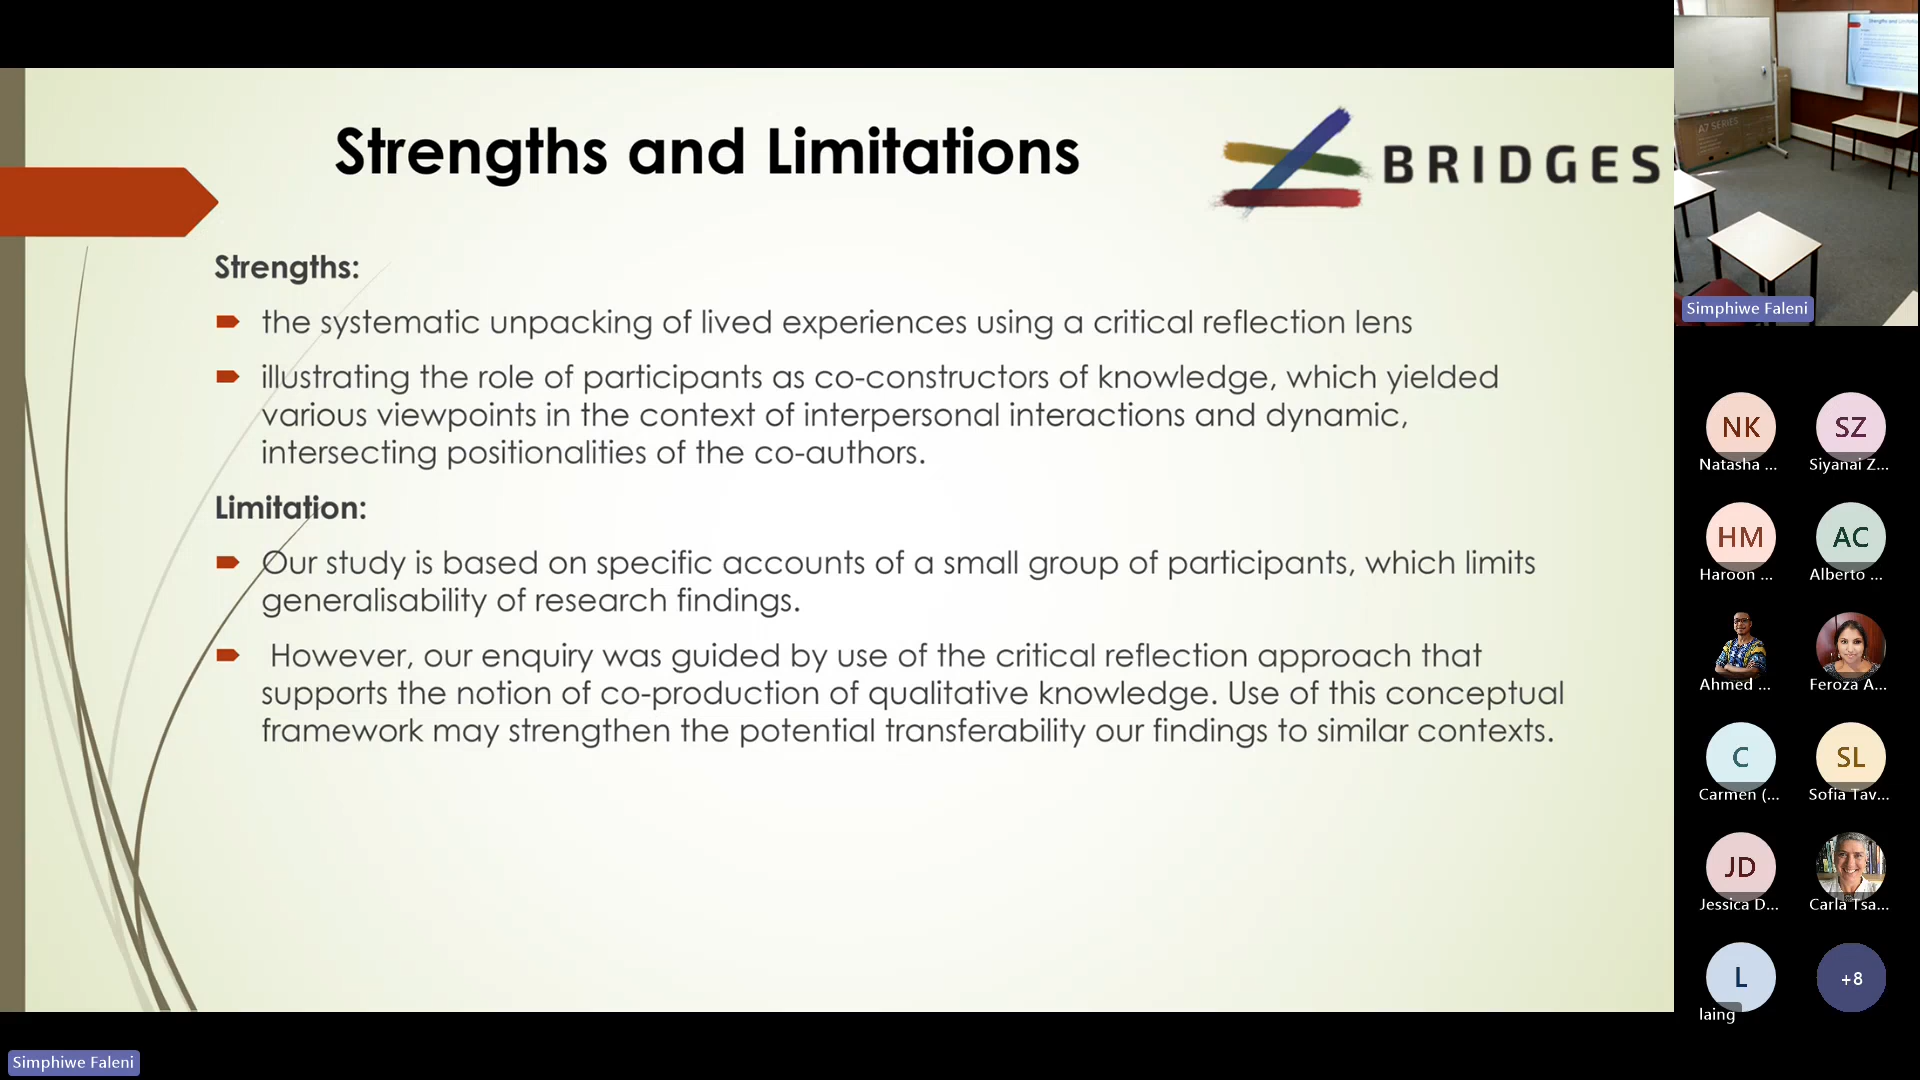 Strengths and Limitations
BRIDGES
Strengths:
the systematic unpacking of lived experiences using a critical reflection lens
illustrating the role of participants as co-constructors of knowledge, which yielded
various viewpoints in the context of interpersonal interactions and dynamic,
intersecting positionalities of the co-authors.
Limitation:
Our study is based on specific accounts of a small group of participants, which limits
generalisability of research findings.
However, our enquiry was guided by use of the critical reflection approach that
supports the notion of co-production of qualitative knowledge. Use of this conceptual
framework may strengthen the potential transferability our findings to similar contexts.
Simphiwe Faleni
A7 SERIES
Simphiwe Faleni
NK SZ
Natasha ... Siyanai Z...
HM AC
Haroon ... Alberto ...
Ahmed ... Feroza A...
C SL
Carmen (... Sofia Tav...
JD
Jessica D... Carla Tsa...
L +8
laing